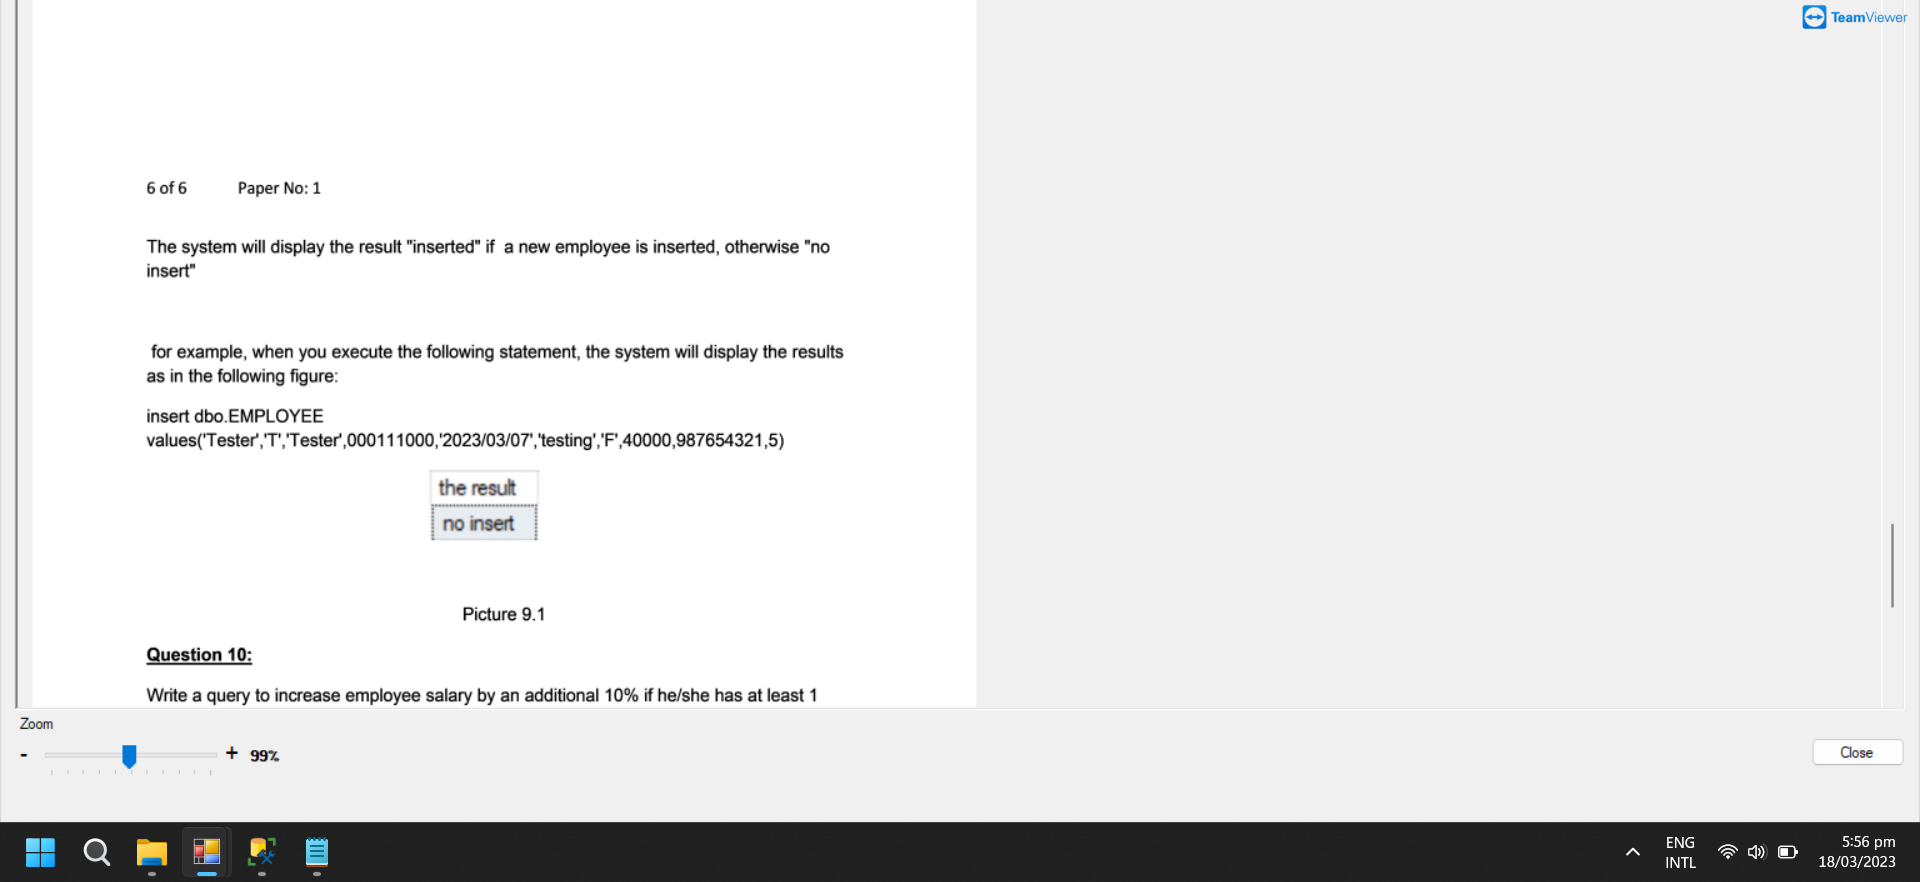 TeamViewer
6 of 6 Paper No: 1
The system will display the result "inserted" if a new employee is inserted, otherwise "no
insert"
for example, when you execute the following statement, the system will display the results
as in the following figure:
insert dbo.EMPLOYEE
values('Tester','T','Tester',000111000,'2023/03/07','testing','F',40000,987654321,5)
the result
no insert
Picture 9.1
Question 10:
Write a query to increase employee salary by an additional 10% if he/she has at least 1
Zoom
- + 99%
Close
ENG
INTL
5:56 pm
18/03/2023